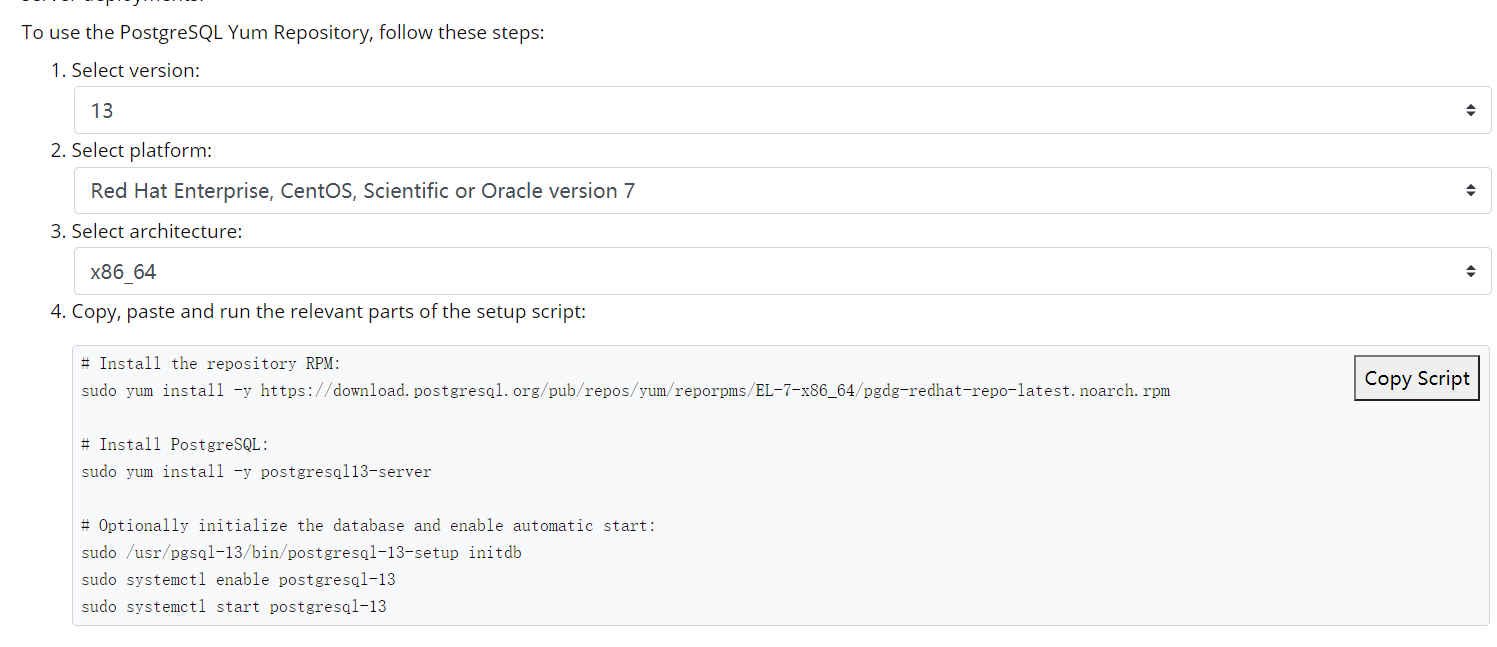 To use the PostgreSQL Yum Repository, follow these steps:
1. Select version:
13
2. Select platform:
Red Hat Enterprise, CentOS, Scientific or Oracle version 7
3. Select architecture:
x86_64
4. Copy, paste and run the relevant parts of the setup script:
# Install the repository RPM:
sudo yum install -y https://download.postgresql.org/pub/repos/yum/reporpms/EL-7-x86_64/pgdg-redhat-repo-latest.noarch.rpm
Copy Script
# Install PostgreSQL:
sudo yum install -y postgresql13-server
# Optionally initialize the database and enable automatic start:
sudo /usr/pgsql-13/bin/postgresql-13-setup initdb
sudo systemctl enable postgresql-13
sudo systemctl start postgresql-13